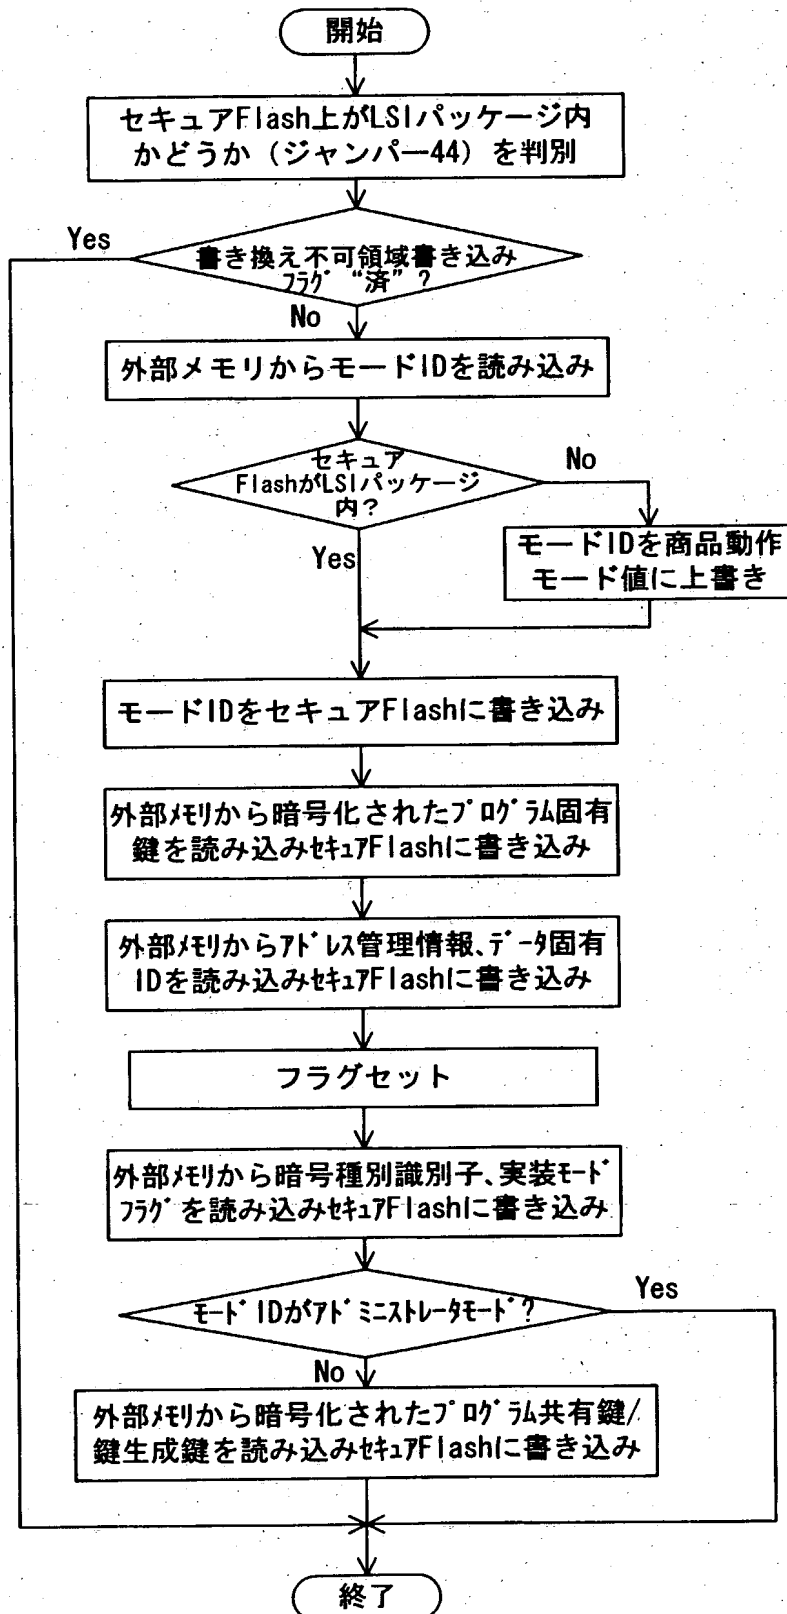 開始
セキュアFlash上がLSIパッケージ内
かどうか（ジャンパー44）を判別
Yes
書き換え不可領域書き込み
ﾌﾗｸﾞ “済”？
No
外部メモリからモードIDを読み込み
セキュア
FlashがLSIパッケージ
内？
No
モードIDを商品動作
モード値に上書き
Yes
モードIDをセキュアFlashに書き込み
外部ﾒﾓﾘから暗号化されたﾌﾟﾛｸﾞﾗﾑ固有
鍵を読み込みｾｷｭｱFlashに書き込み
外部ﾒﾓﾘからｱﾄﾞﾚｽ管理情報、ﾃﾞｰﾀ固有
IDを読み込みｾｷｭｱFlashに書き込み
フラグセット
外部ﾒﾓﾘから暗号種別識別子、実装ﾓｰﾄﾞ
ﾌﾗｸﾞを読み込みｾｷｭｱFlashに書き込み
ﾓｰﾄﾞIDがｱﾄﾞﾐﾆｽﾄﾚｰﾀﾓｰﾄﾞ？
Yes
No
外部ﾒﾓﾘから暗号化されたﾌﾟﾛｸﾞﾗﾑ共有鍵/
鍵生成鍵を読み込みｾｷｭｱFlashに書き込み
終了